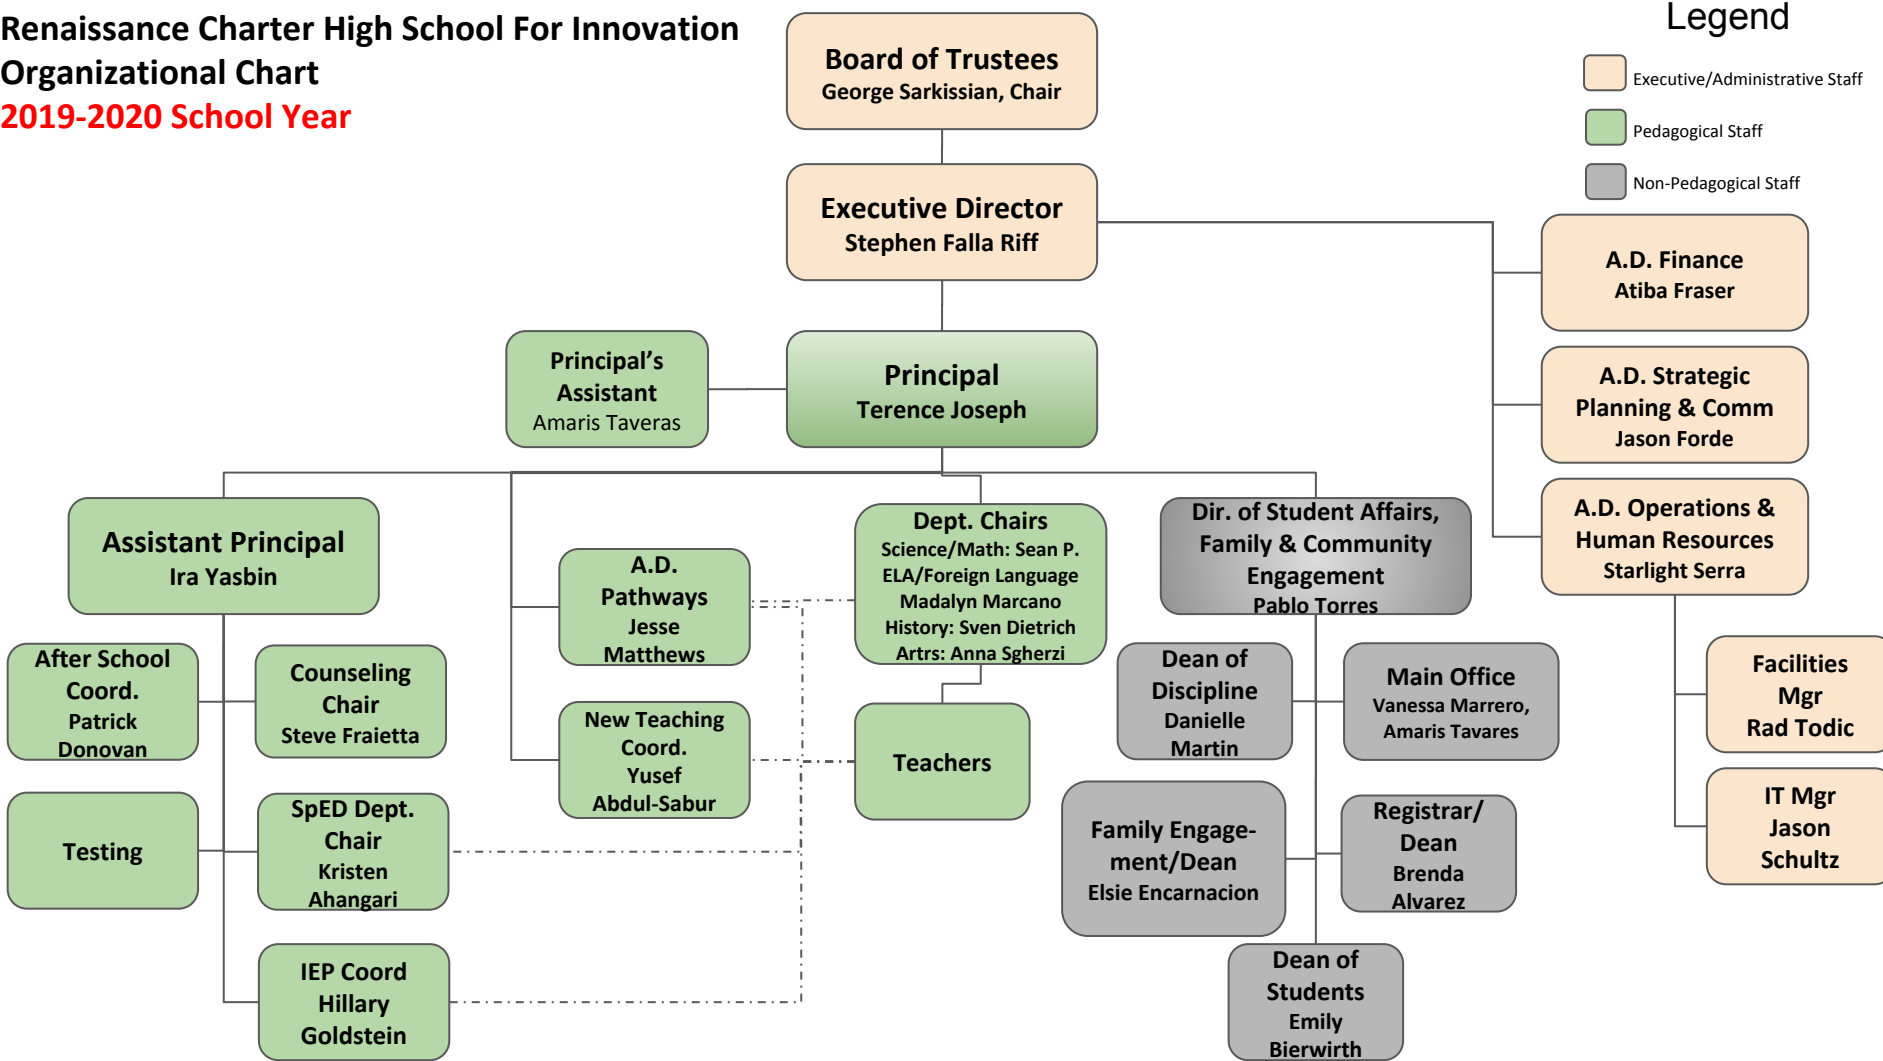 Renaissance Charter High School For Innovation
Organizational Chart
2019-2020 School Year
Legend
Executive/Administrative Staff
Pedagogical Staff
Non-Pedagogical Staff
Board of Trustees
George Sarkissian, Chair
Executive Director
Stephen Falla Riff
A.D. Finance
Atiba Fraser
A.D. Strategic
Planning & Comm
Jason Forde
A.D. Operations &
Human Resources
Starlight Serra
Facilities
Mgr
Rad Todic
IT Mgr
Jason
Schultz
Principal's
Assistant
Amaris Taveras
Principal
Terence Joseph
Assistant Principal
Ira Yasbin
After School
Coord.
Patrick
Donovan
Counseling
Chair
Steve Fraietta
Testing
SpED Dept.
Chair
Kristen
Ahangari
IEP Coord
Hillary
Goldstein
A.D.
Pathways
Jesse
Matthews
New Teaching
Coord.
Yusef
Abdul-Sabur
Dept. Chairs
Science/Math: Sean P.
ELA/Foreign Language
Madalyn Marcano
History: Sven Dietrich
Artrs: Anna Sgherzi
Teachers
Dir. of Student Affairs,
Family & Community
Engagement
Pablo Torres
Dean of
Discipline
Danielle
Martin
Main Office
Vanessa Marrero,
Amaris Tavares
Family Engage-
ment/Dean
Elsie Encarnacion
Registrar/
Dean
Brenda
Alvarez
Dean of
Students
Emily
Bierwirth